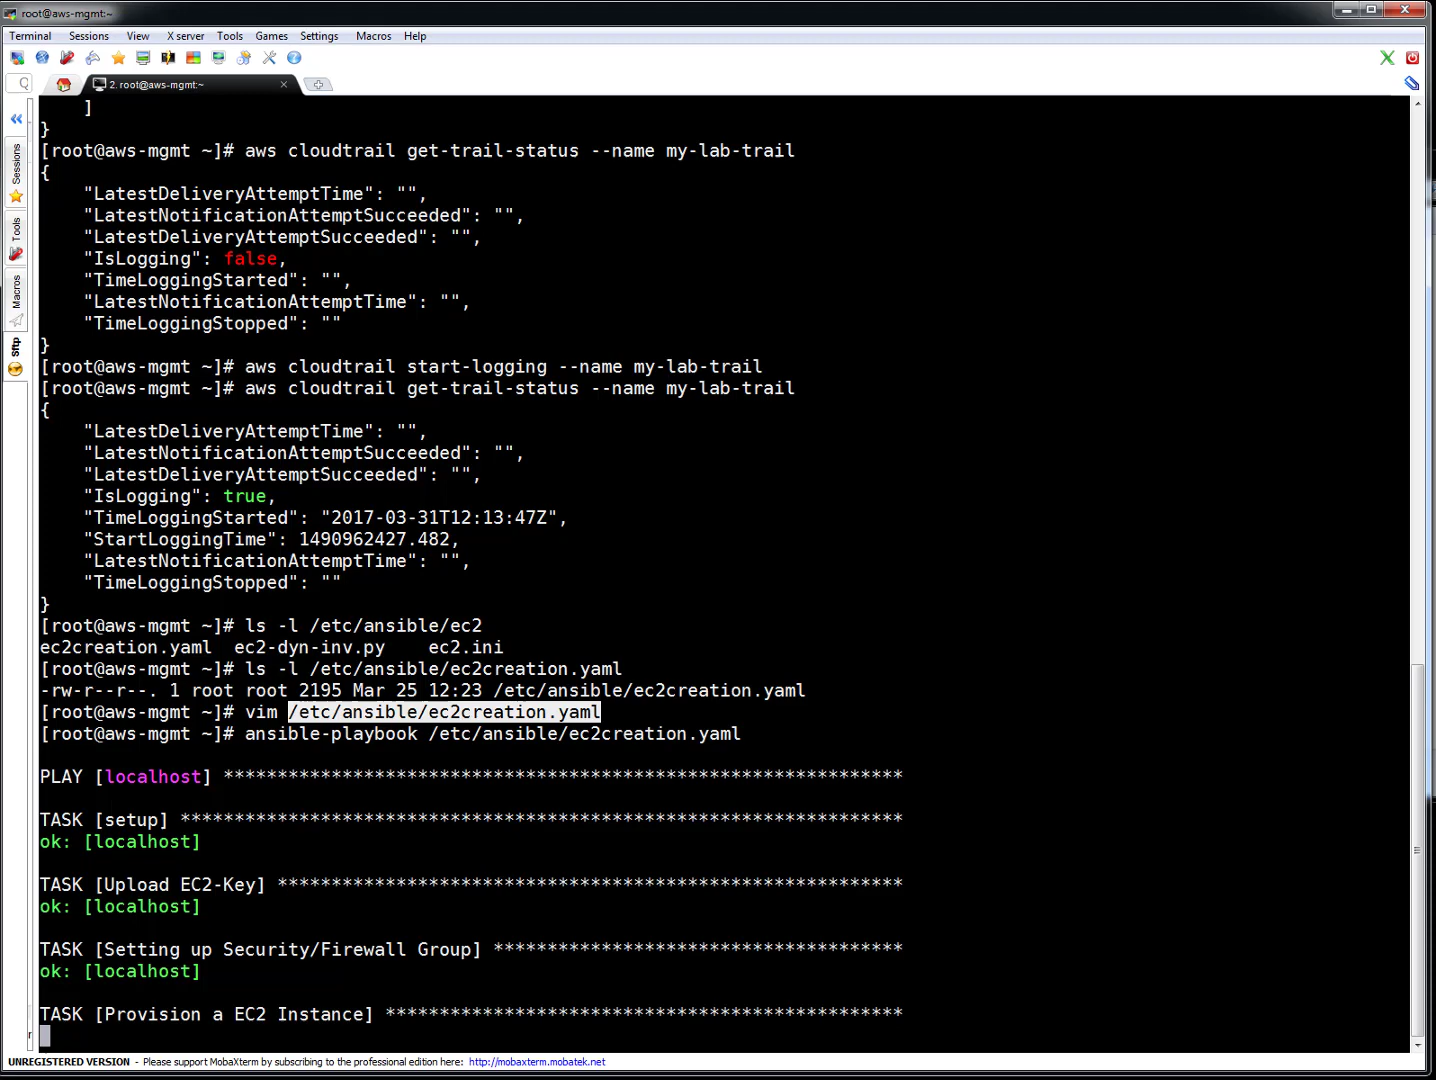 root@aws-mgmt:~
Terminal Sessions View X server Tools Games Settings Macros Help
2. root@aws-mgmt:~
Sessions
Tools
Macros
Sftp
]
}
[root@aws-mgmt ~]# aws cloudtrail get-trail-status --name my-lab-trail
{
"LatestDeliveryAttemptTime": "",
"LatestNotificationAttemptSucceeded": "",
"LatestDeliveryAttemptSucceeded": "",
"IsLogging": false,
"TimeLoggingStarted": "",
"LatestNotificationAttemptTime": "",
"TimeLoggingStopped": ""
}
[root@aws-mgmt ~]# aws cloudtrail start-logging --name my-lab-trail
[root@aws-mgmt ~]# aws cloudtrail get-trail-status --name my-lab-trail
{
"LatestDeliveryAttemptTime": "",
"LatestNotificationAttemptSucceeded": "",
"LatestDeliveryAttemptSucceeded": "",
"IsLogging": true,
"TimeLoggingStarted": "2017-03-31T12:13:47Z",
"StartLoggingTime": 1490962427.482,
"LatestNotificationAttemptTime": "",
"TimeLoggingStopped": ""
}
[root@aws-mgmt ~]# ls -l /etc/ansible/ec2
ec2creation.yaml ec2-dyn-inv.py ec2.ini
[root@aws-mgmt ~]# ls -l /etc/ansible/ec2creation.yaml
-rw-r--r--. 1 root root 2195 Mar 25 12:23 /etc/ansible/ec2creation.yaml
[root@aws-mgmt ~]# vim /etc/ansible/ec2creation.yaml
[root@aws-mgmt ~]# ansible-playbook /etc/ansible/ec2creation.yaml
PLAY [localhost] ***************************************************************
TASK [setup] *******************************************************************
ok: [localhost]
TASK [Upload EC2-Key] **********************************************************
ok: [localhost]
TASK [Setting up Security/Firewall Group] **************************************
ok: [localhost]
TASK [Provision a EC2 Instance] ************************************************
UNREGISTERED VERSION - Please support MobaXterm by subscribing to the professional edition here: http://mobaxterm.mobatek.net